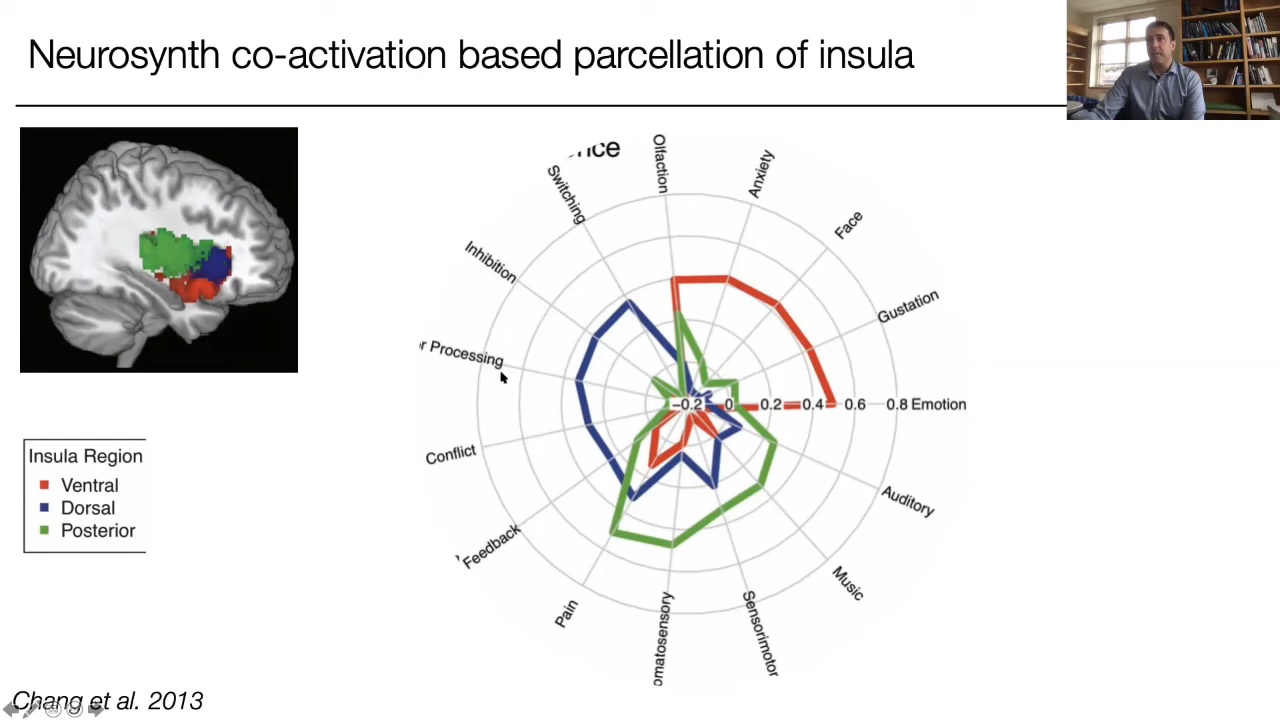 Neurosynth co-activation based parcellation of insula
Olfaction
Anxiety
Face
Gustation
−0.2 0 0.2 0.4 0.6 0.8 Emotion
Auditory
Music
Sensorimotor
omatosensory
Pain
Feedback
Conflict
r Processing
Inhibition
Switching
nce
Insula Region
Ventral
Dorsal
Posterior
Chang et al. 2013